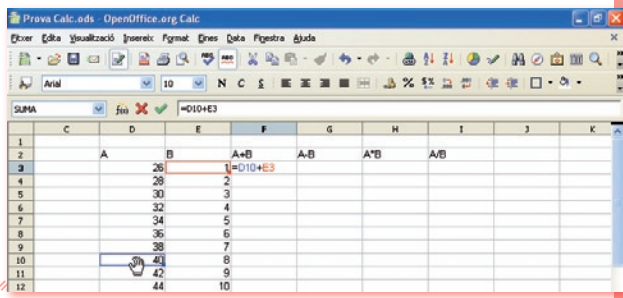 Prova Calc.ods - OpenOffice.org Calc
Fitxer Edita Visualització Insereix Format Eines Data Finestra Ajuda
Arial 10 N C S
SUMA =D10+E3
C D E F G H I J K
1
2 A B A+B A-B A*B A/B
3 26 1 =D10+E3
4 28 2
5 30 3
6 32 4
7 34 5
8 36 6
9 38 7
10 40 8
11 42 9
12 44 10